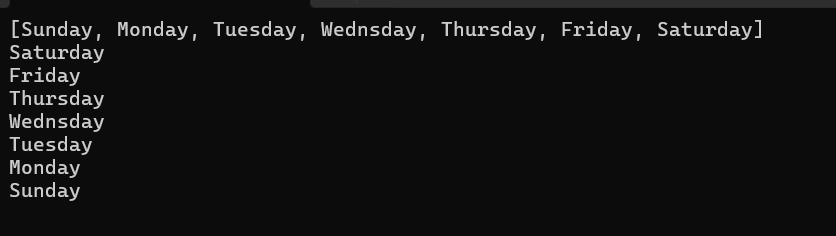 [Sunday, Monday, Tuesday, Wednsday, Thursday, Friday, Saturday]
Saturday
Friday
Thursday
Wednsday
Tuesday
Monday
Sunday